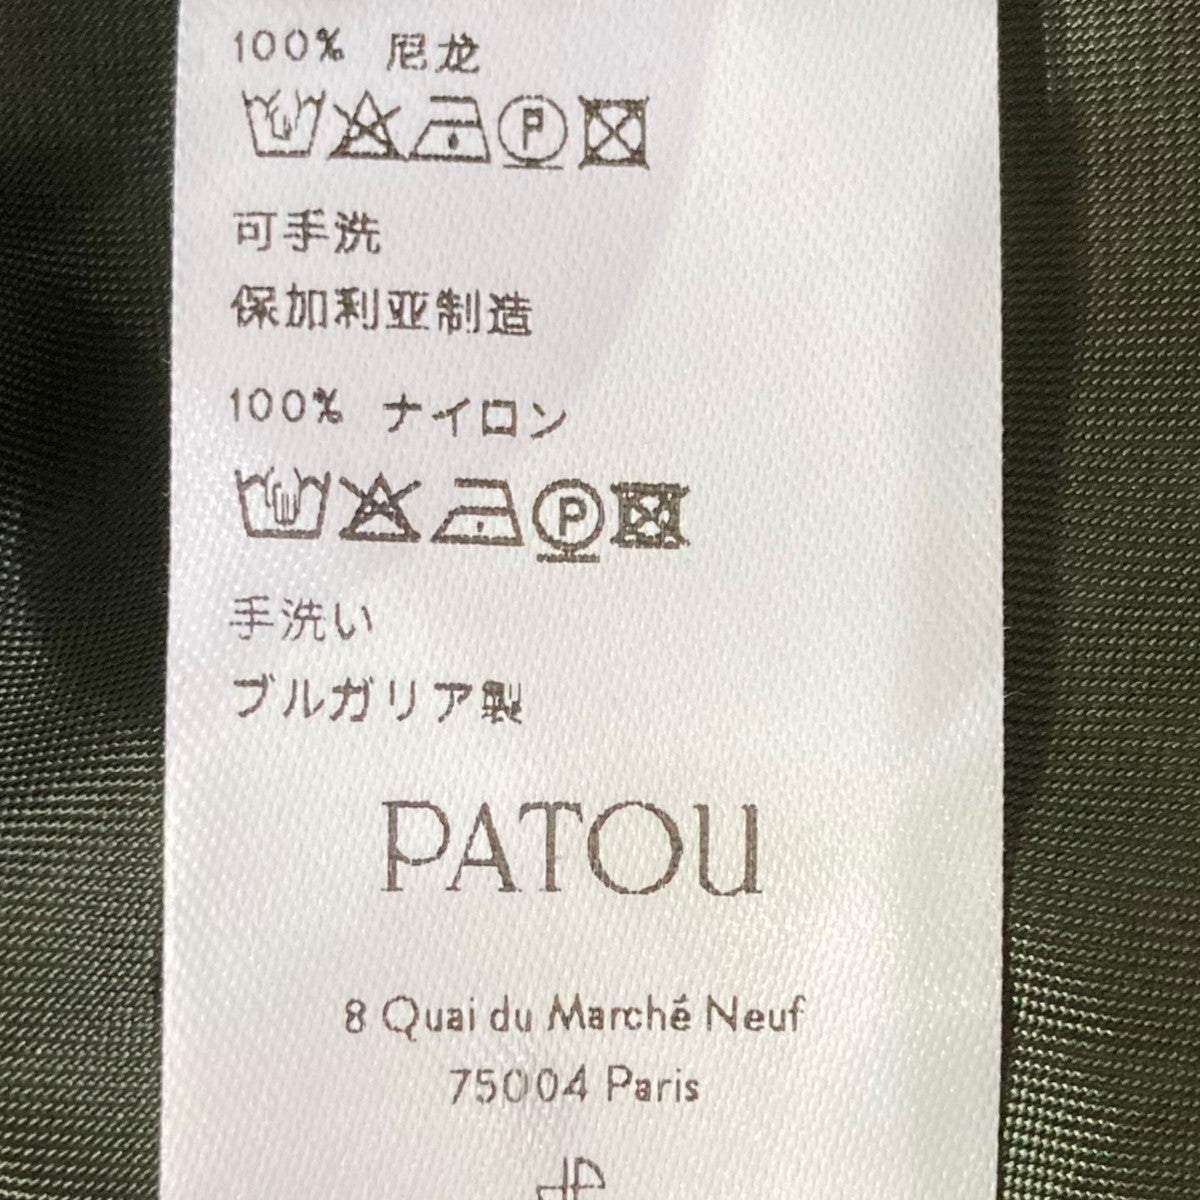 100% 尼龙
P
可手洗
保加利亚制造
100% ナイロン
P
手洗い
ブルガリア製
PATOU
8 Quai du Marché Neuf
75004 Paris